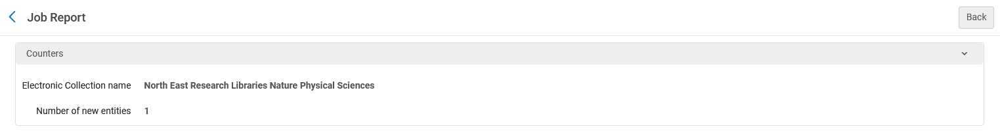 Job Report
Back
Counters
Electronic Collection name North East Research Libraries Nature Physical Sciences
Number of new entities 1